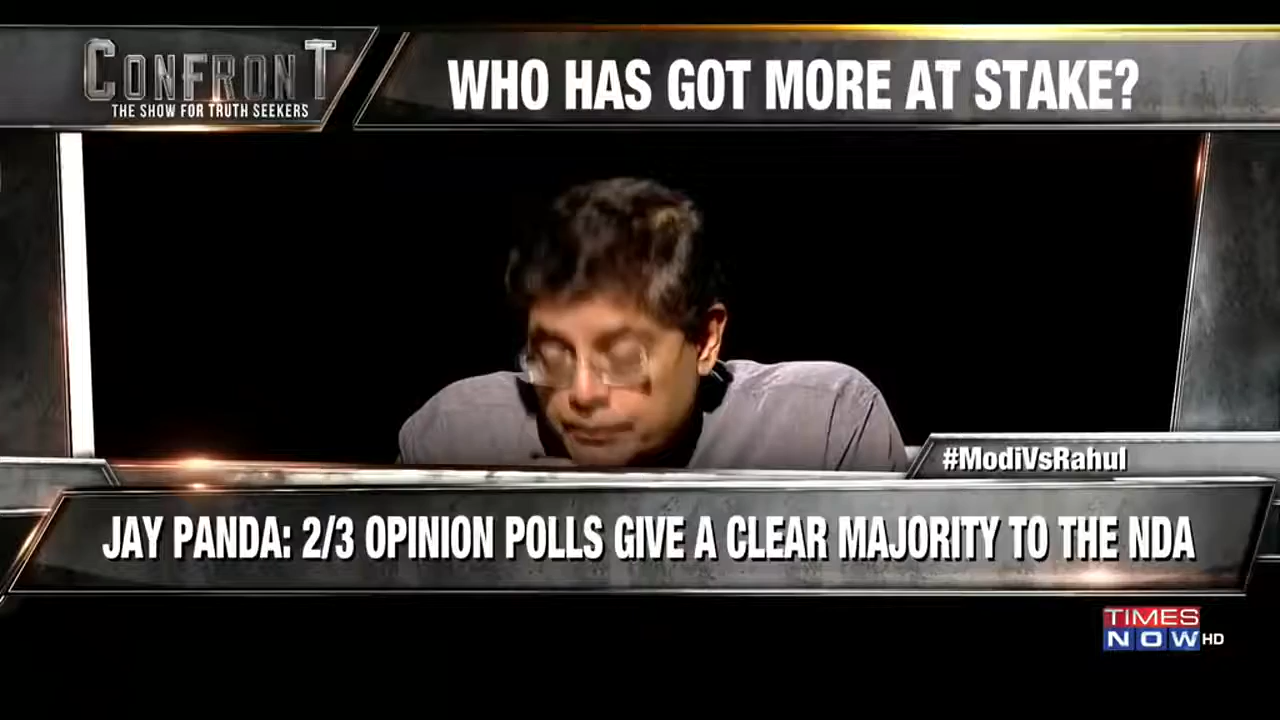 CONFRONT
THE SHOW FOR TRUTH SEEKERS
WHO HAS GOT MORE AT STAKE?
#ModiVsRahul
JAY PANDA: 2/3 OPINION POLLS GIVE A CLEAR MAJORITY TO THE NDA
TIMES
NOW HD